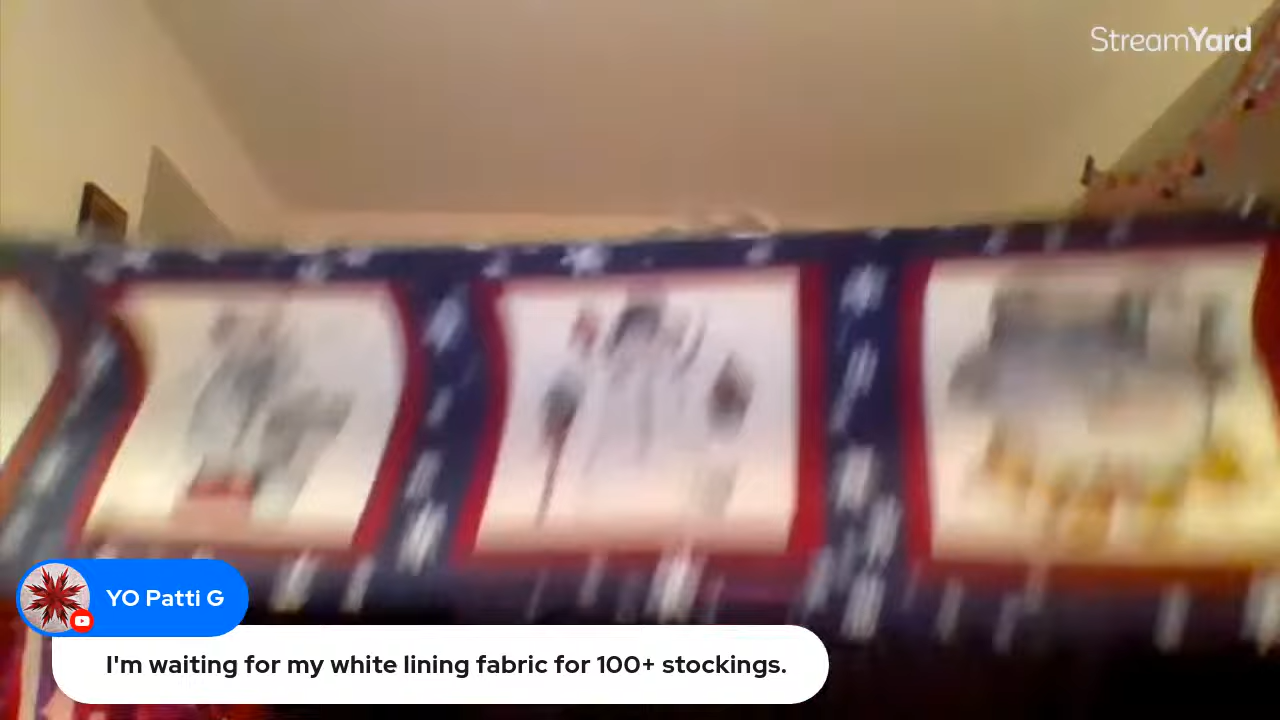 StreamYard
YO Patti G
I'm waiting for my white lining fabric for 100+ stockings.